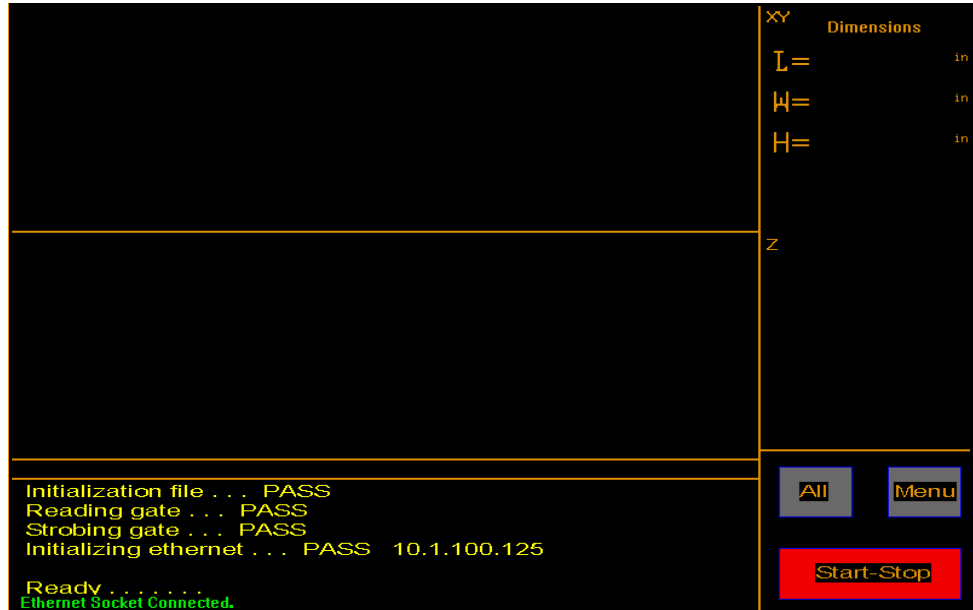 XY
Dimensions
L= in
W= in
H= in
Z
Initialization file . . . PASS
Reading gate . . . PASS
Strobing gate . . . PASS
Initializing ethernet . . . PASS 10.1.100.125
Ready . . . . . . .
Ethernet Socket Connected.
All Menu
Start-Stop